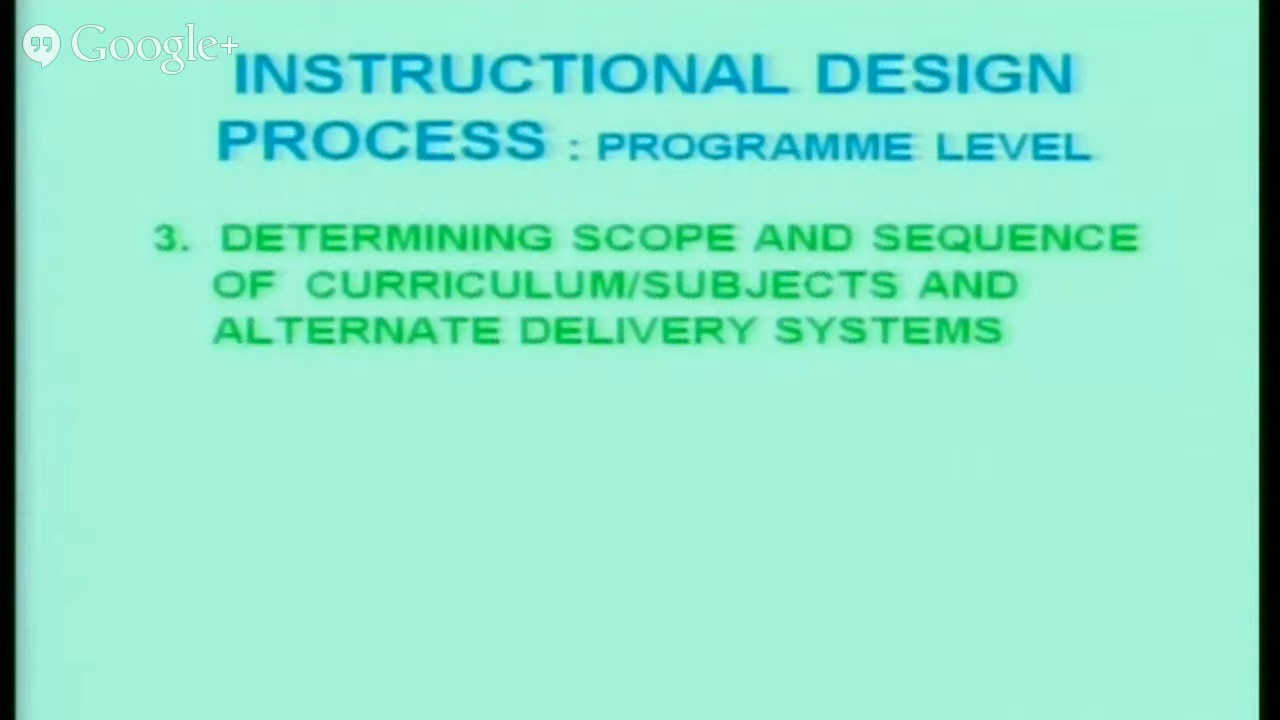 Google+
INSTRUCTIONAL DESIGN
PROCESS : PROGRAMME LEVEL
3. DETERMINING SCOPE AND SEQUENCE
OF CURRICULUM/SUBJECTS AND
ALTERNATE DELIVERY SYSTEMS